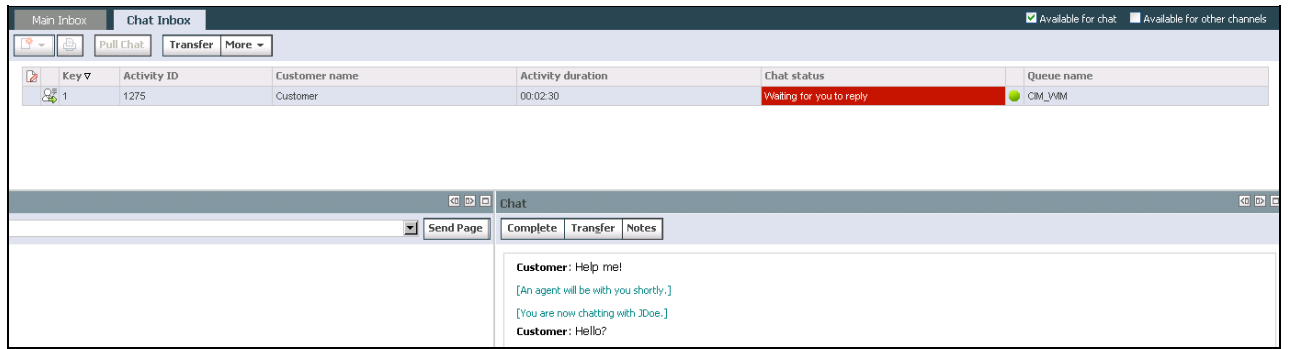 Main Inbox Chat Inbox Available for chat Available for other channels
Pull Chat Transfer More
Key Activity ID Customer name Activity duration Chat status Queue name
1 1275 Customer 00:02:30 Waiting for you to reply CIM_WIM
Chat
Send Page Complete Transfer Notes
Customer: Help me!
[An agent will be with you shortly.]
[You are now chatting with JDoe.]
Customer: Hello?